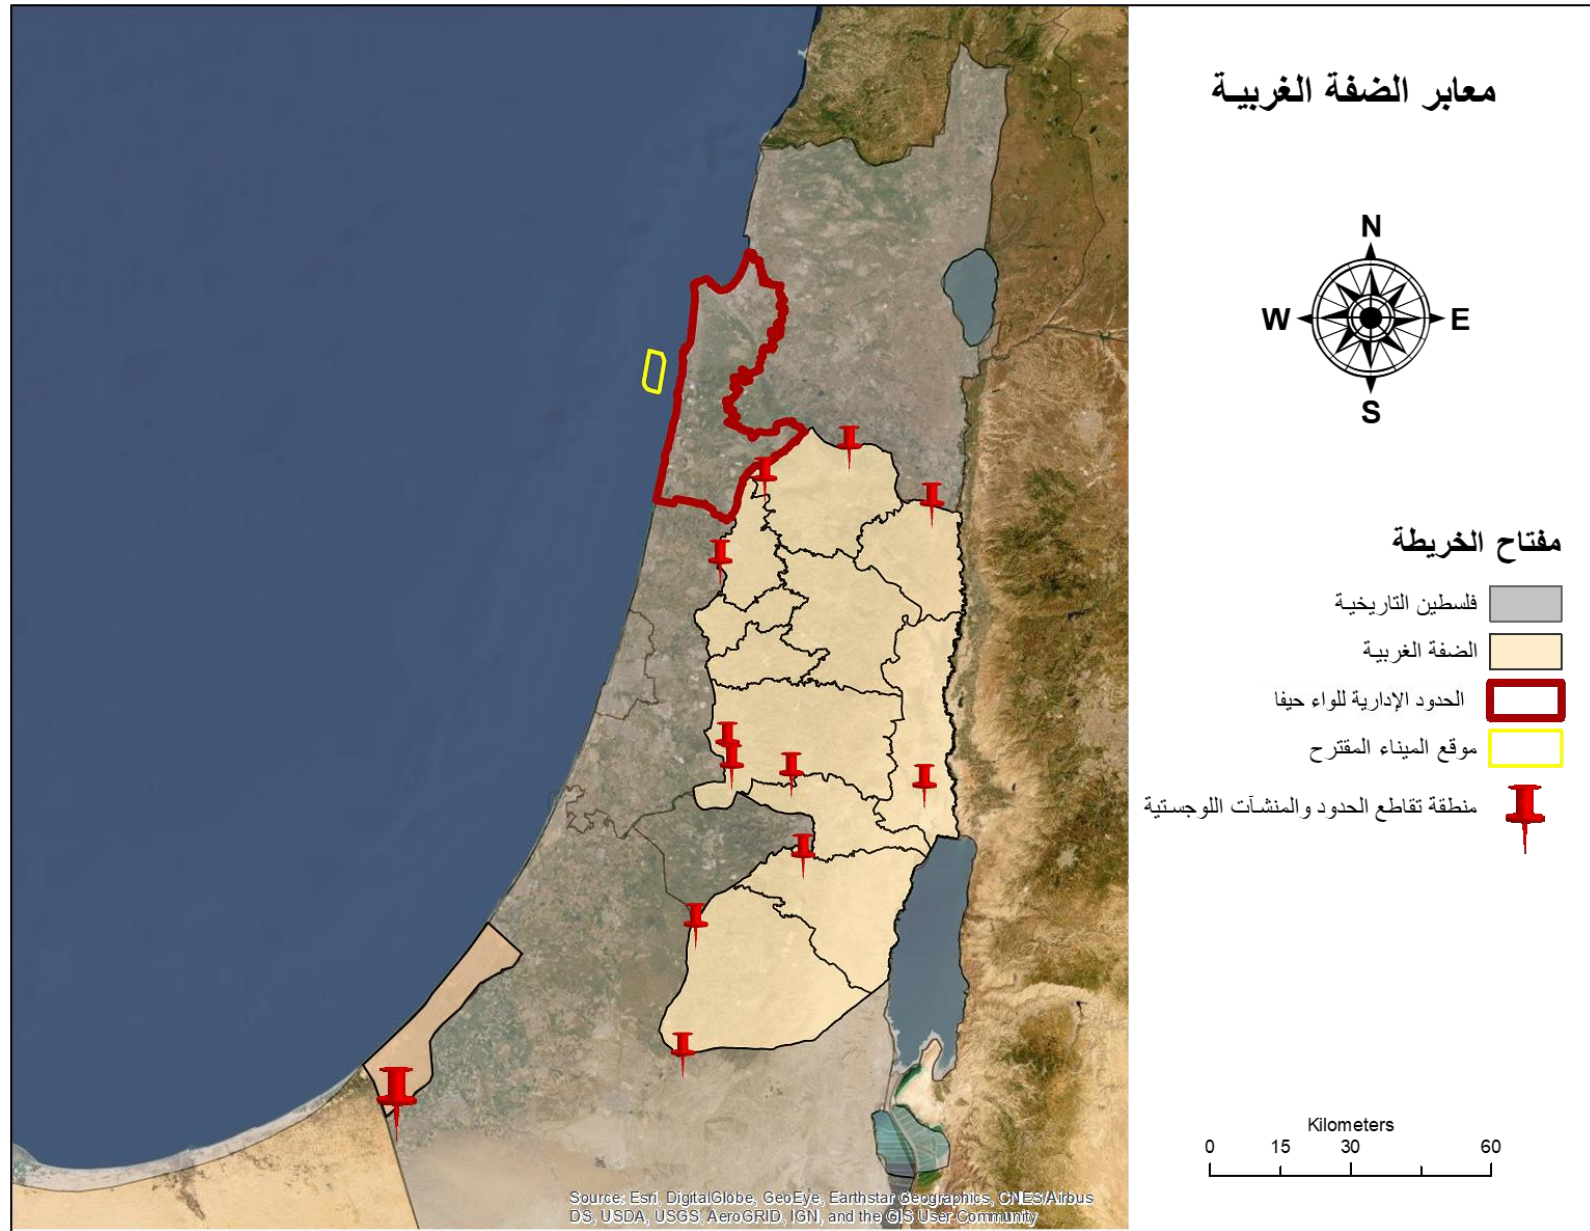 معابر الضفة الغربية
N
W E
S
مفتاح الخريطة
فلسطين التاريخية
الضفة الغربية
الحدود الإدارية للواء حيفا
موقع الميناء المقترح
منطقة تقاطع الحدود والمنشآت اللوجستية
Kilometers
0 15 30 60
Source: Esri, DigitalGlobe, GeoEye, Earthstar Geographics, CNES/Airbus
DS, USDA, USGS, AeroGRID, IGN, and the GIS User Community